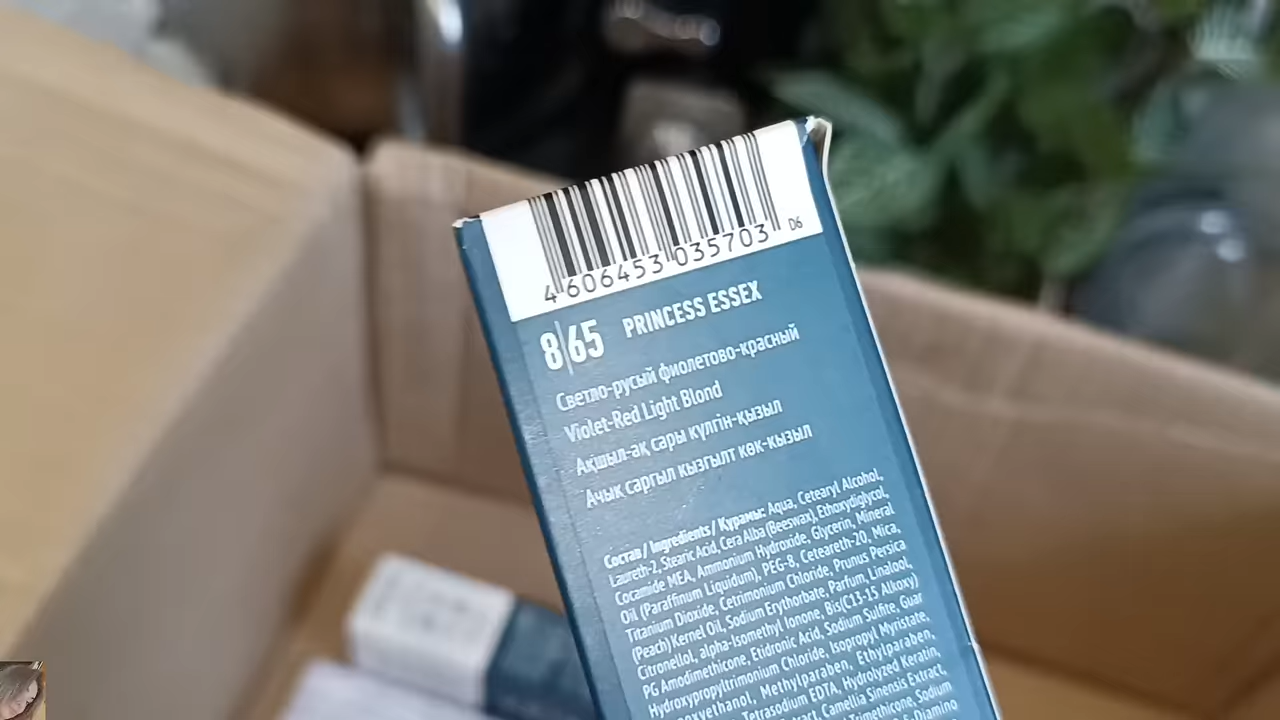 4 606453 035703 D6
8|65 PRINCESS ESSEX
Светло-русый фиолетово-красный
Violet-Red Light Blond
Ақшыл-ақ сары күлгін-қызыл
Ачык саргыл кызгылт көк-кызыл
Состав / Ingredients / Құрамы: Aqua, Cetearyl Alcohol,
Laureth-2, Stearic Acid, Cera Alba (Beeswax), Ethoxydiglycol,
Cocamide MEA, Ammonium Hydroxide, Glycerin, Mineral
Oil (Paraffinum Liquidum), PEG-8, Ceteareth-20, Mica,
Titanium Dioxide, Cetrimonium Chloride, Prunus Persica
(Peach) Kernel Oil, Sodium Erythorbate, Parfum, Linalool,
Citronellol, alpha-Isomethyl Ionone, Bis(C13-15 Alkoxy)
PG Amodimethicone, Etidronic Acid, Sodium Sulfite, Guar
Hydroxypropyltrimonium Chloride, Isopropyl Myristate,
Methylparaben, Ethylparaben,
Tetrasodium EDTA, Hydrolyzed Keratin,
Camellia Sinensis Extract,
Trimethicone, Sodium